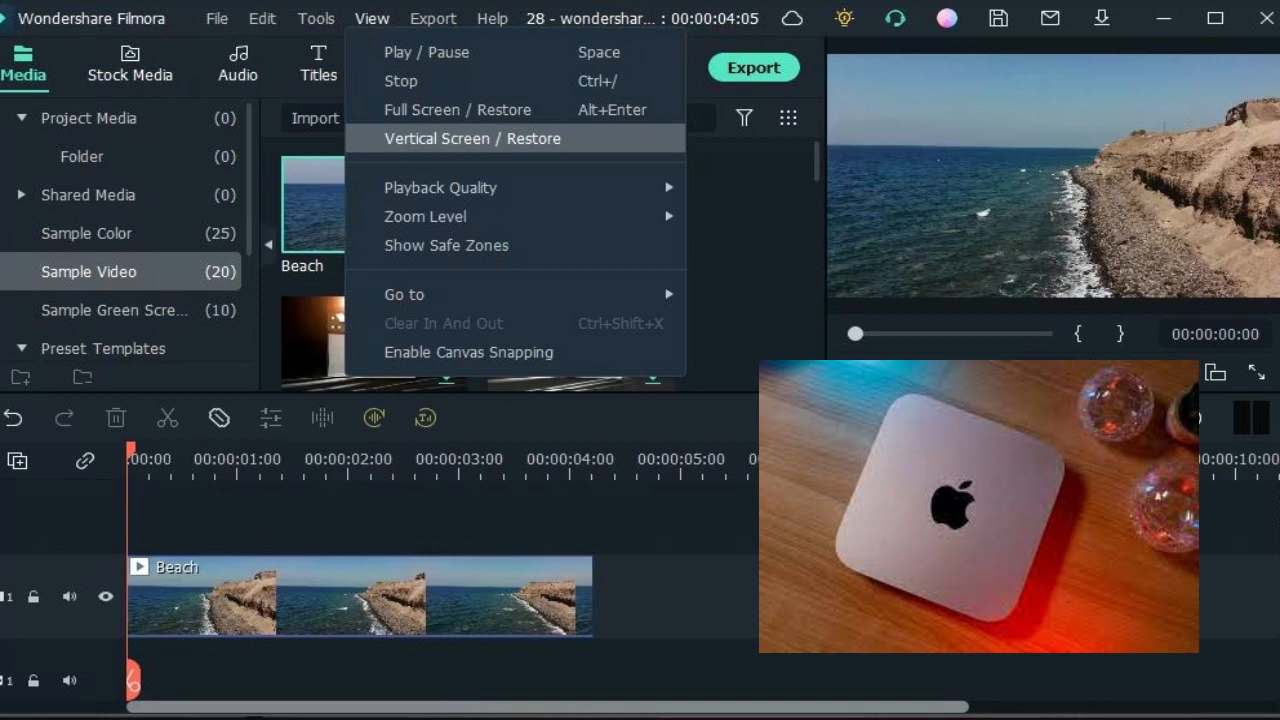 Wondershare Filmora File Edit Tools View Export Help 28 - wondershar... : 00:00:04:05
Media Stock Media Audio Titles Export
Play / Pause Space
Stop Ctrl+/
Full Screen / Restore Alt+Enter
Vertical Screen / Restore
Playback Quality
Zoom Level
Show Safe Zones
Go to
Clear In And Out Ctrl+Shift+X
Enable Canvas Snapping
Project Media (0)
Folder (0)
Shared Media (0)
Sample Color (25)
Sample Video (20)
Sample Green Scre... (10)
Preset Templates
Import
Beach
{ } 00:00:00:00
:00:00 00:00:01:00 00:00:02:00 00:00:03:00 00:00:04:00 00:00:05:00 0 0:00:10:00
Beach
1
1